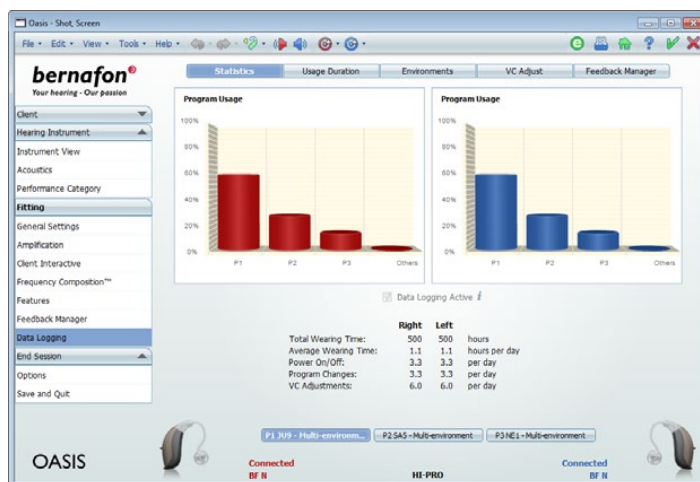 Oasis - Shot, Screen
File Edit View Tools Help
bernafon
Your hearing - Our passion
Statistics Usage Duration Environments VC Adjust Feedback Manager
Client
Hearing Instrument
Instrument View
Acoustics
Performance Category
Fitting
General Settings
Amplification
Client Interactive
Frequency Composition™
Features
Feedback Manager
Data Logging
End Session
Options
Save and Quit
Program Usage
100%
80%
60%
40%
20%
0%
P1 P2 P3 Others
Program Usage
100%
80%
60%
40%
20%
0%
P1 P2 P3 Others
Data Logging Active i
Right Left
Total Wearing Time: 500 500 hours
Average Wearing Time: 1.1 1.1 hours per day
Power On/Off: 3.3 3.3 per day
Program Changes: 3.3 3.3 per day
VC Adjustments: 6.0 6.0 per day
P1 JU9 - Multi-environm... P2 SA5 - Multi-environment P3 NE1 - Multi-environment
OASIS
Connected
BF N
HI-PRO
Connected
BF N